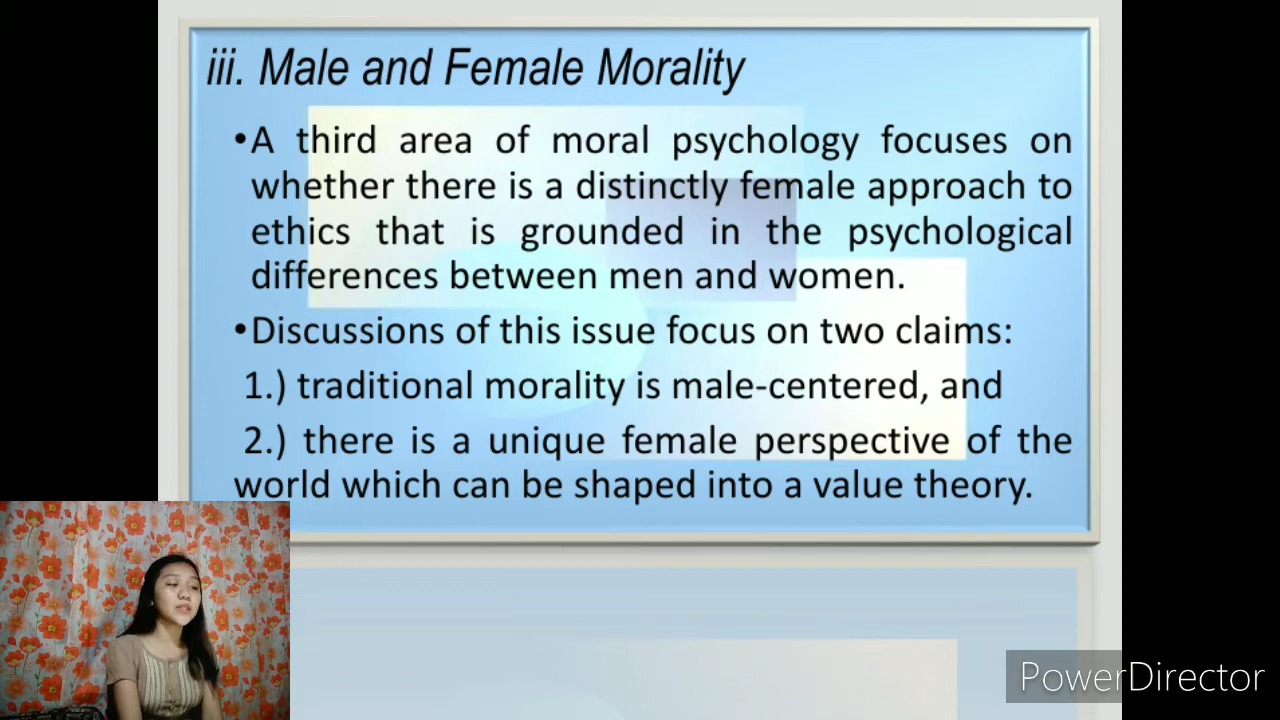 iii. Male and Female Morality
•A third area of moral psychology focuses on
whether there is a distinctly female approach to
ethics that is grounded in the psychological
differences between men and women.
•Discussions of this issue focus on two claims:
1.) traditional morality is male-centered, and
2.) there is a unique female perspective of the
world which can be shaped into a value theory.
PowerDirector